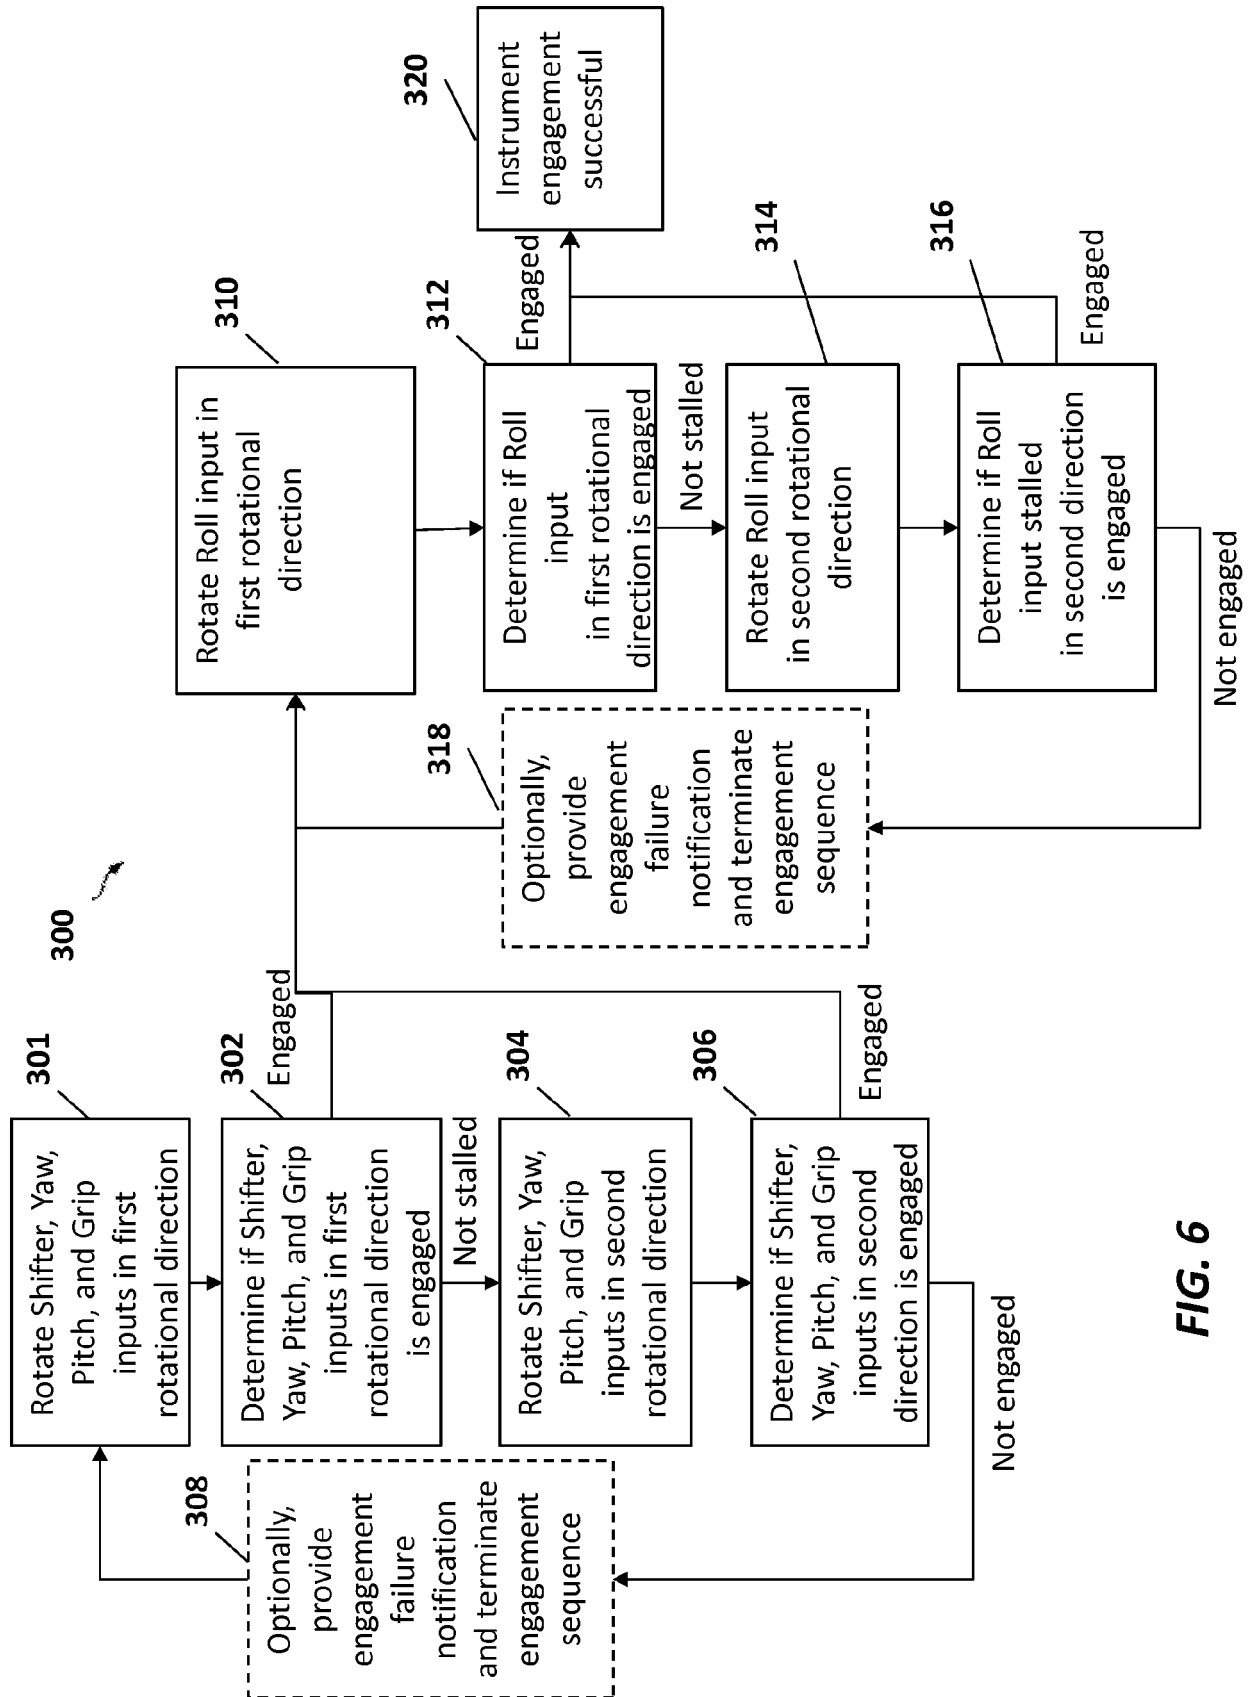 300
301
Rotate Shifter, Yaw,
Pitch, and Grip
inputs in first
rotational direction
302
Determine if Shifter,
Yaw, Pitch, and Grip
inputs in first
rotational direction
is engaged
Engaged
Not stalled
304
Rotate Shifter, Yaw,
Pitch, and Grip
inputs in second
rotational direction
306
Determine if Shifter,
Yaw, Pitch, and Grip
inputs in second
direction is engaged
Engaged
Not engaged
308
Optionally,
provide
engagement
failure
notification
and terminate
engagement
sequence
310
Rotate Roll input in
first rotational
direction
312
Determine if Roll
input
in first rotational
direction is engaged
Engaged
Not stalled
314
Rotate Roll input
in second rotational
direction
316
Determine if Roll
input stalled
in second direction
is engaged
Engaged
Not engaged
318
Optionally,
provide
engagement
failure
notification
and terminate
engagement
sequence
320
Instrument
engagement
successful
FIG. 6